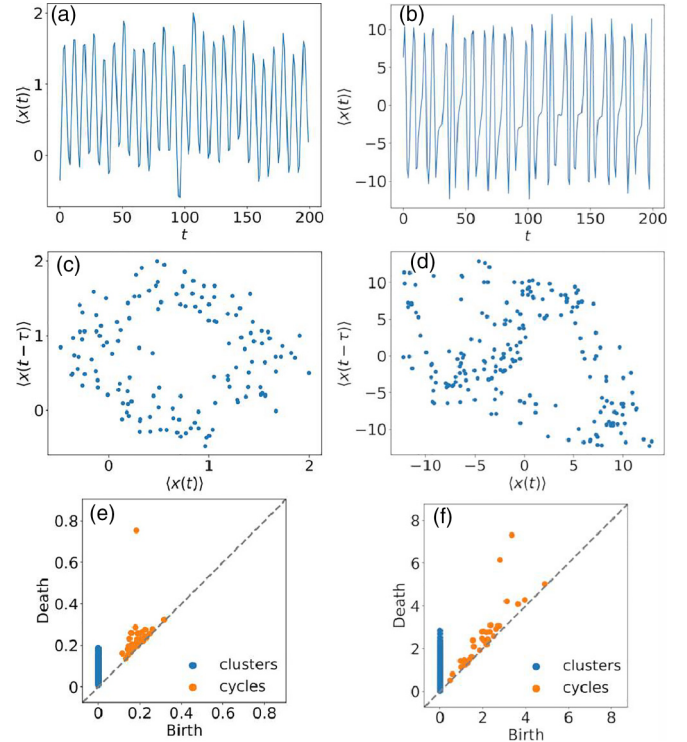 (a)
⟨x(t)⟩
2
1
0
0 50 100 150 200
t
(b)
⟨x(t)⟩
10
5
0
−5
−10
0 50 100 150 200
t
(c)
⟨x(t − τ)⟩
2
1
0
0 1 2
⟨x(t)⟩
(d)
⟨x(t − τ)⟩
10
5
0
−5
−10
−10 −5 0 5 10
⟨x(t)⟩
(e)
Death
0.8
0.6
0.4
0.2
0
0 0.2 0.4 0.6 0.8
Birth
clusters
cycles
(f)
Death
8
6
4
2
0
0 2 4 6 8
Birth
clusters
cycles